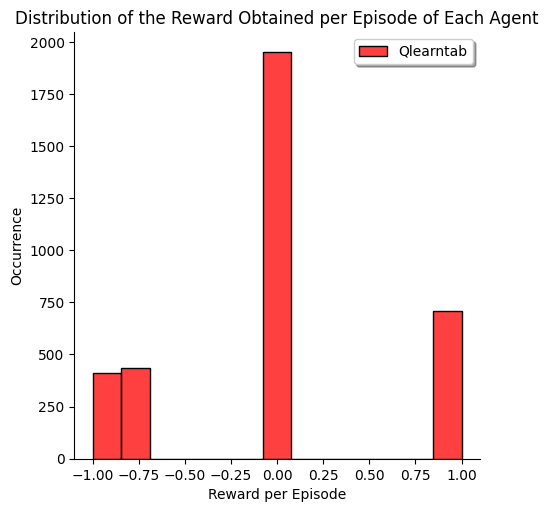 Distribution of the Reward Obtained per Episode of Each Agent
Qlearntab
2000
1750
1500
1250
1000
750
500
250
0
Occurrence
−1.00 −0.75 −0.50 −0.25 0.00 0.25 0.50 0.75 1.00
Reward per Episode